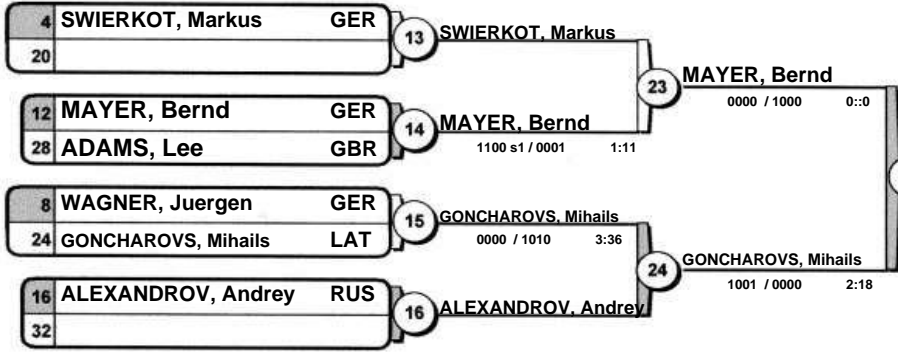 4 SWIERKOT, Markus GER
20
13 SWIERKOT, Markus
12 MAYER, Bernd GER
28 ADAMS, Lee GBR
14 MAYER, Bernd
1100 s1 / 0001 1:11
23 MAYER, Bernd
0000 / 1000 0::0
8 WAGNER, Juergen GER
24 GONCHAROVS, Mihails LAT
15 GONCHAROVS, Mihails
0000 / 1010 3:36
16 ALEXANDROV, Andrey RUS
32
16 ALEXANDROV, Andrey
24 GONCHAROVS, Mihails
1001 / 0000 2:18